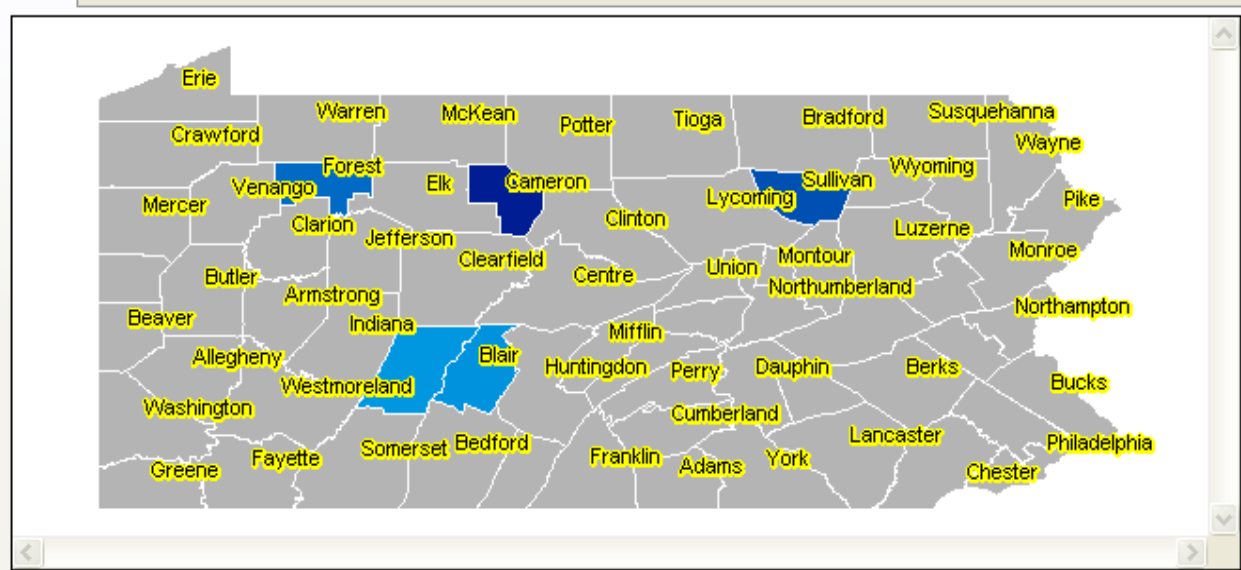 Erie
Warren
McKean
Potter
Tioga
Bradford
Susquehanna
Crawford
Wayne
Forest
Wyoming
Venango
Elk
Cameron
Sullivan
Lycoming
Pike
Mercer
Clarion
Clinton
Jefferson
Luzerne
Monroe
Clearfield
Montour
Butler
Centre
Union
Armstrong
Northumberland
Northampton
Beaver
Indiana
Mifflin
Allegheny
Blair
Huntingdon
Perry
Dauphin
Berks
Westmoreland
Bucks
Washington
Cumberland
Somerset
Bedford
Lancaster
Philadelphia
Greene
Fayette
Franklin
Adams
York
Chester